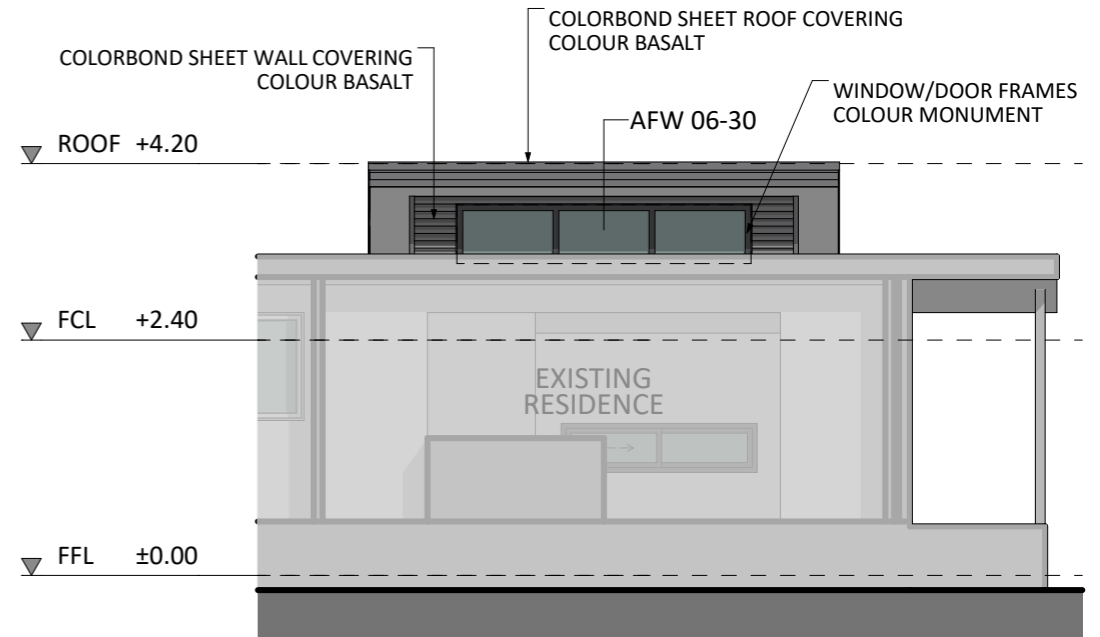 COLORBOND SHEET ROOF COVERING
COLOUR BASALT
COLORBOND SHEET WALL COVERING
COLOUR BASALT
WINDOW/DOOR FRAMES
COLOUR MONUMENT
AFW 06-30
ROOF +4.20
FCL +2.40
EXISTING
RESIDENCE
FFL ±0.00